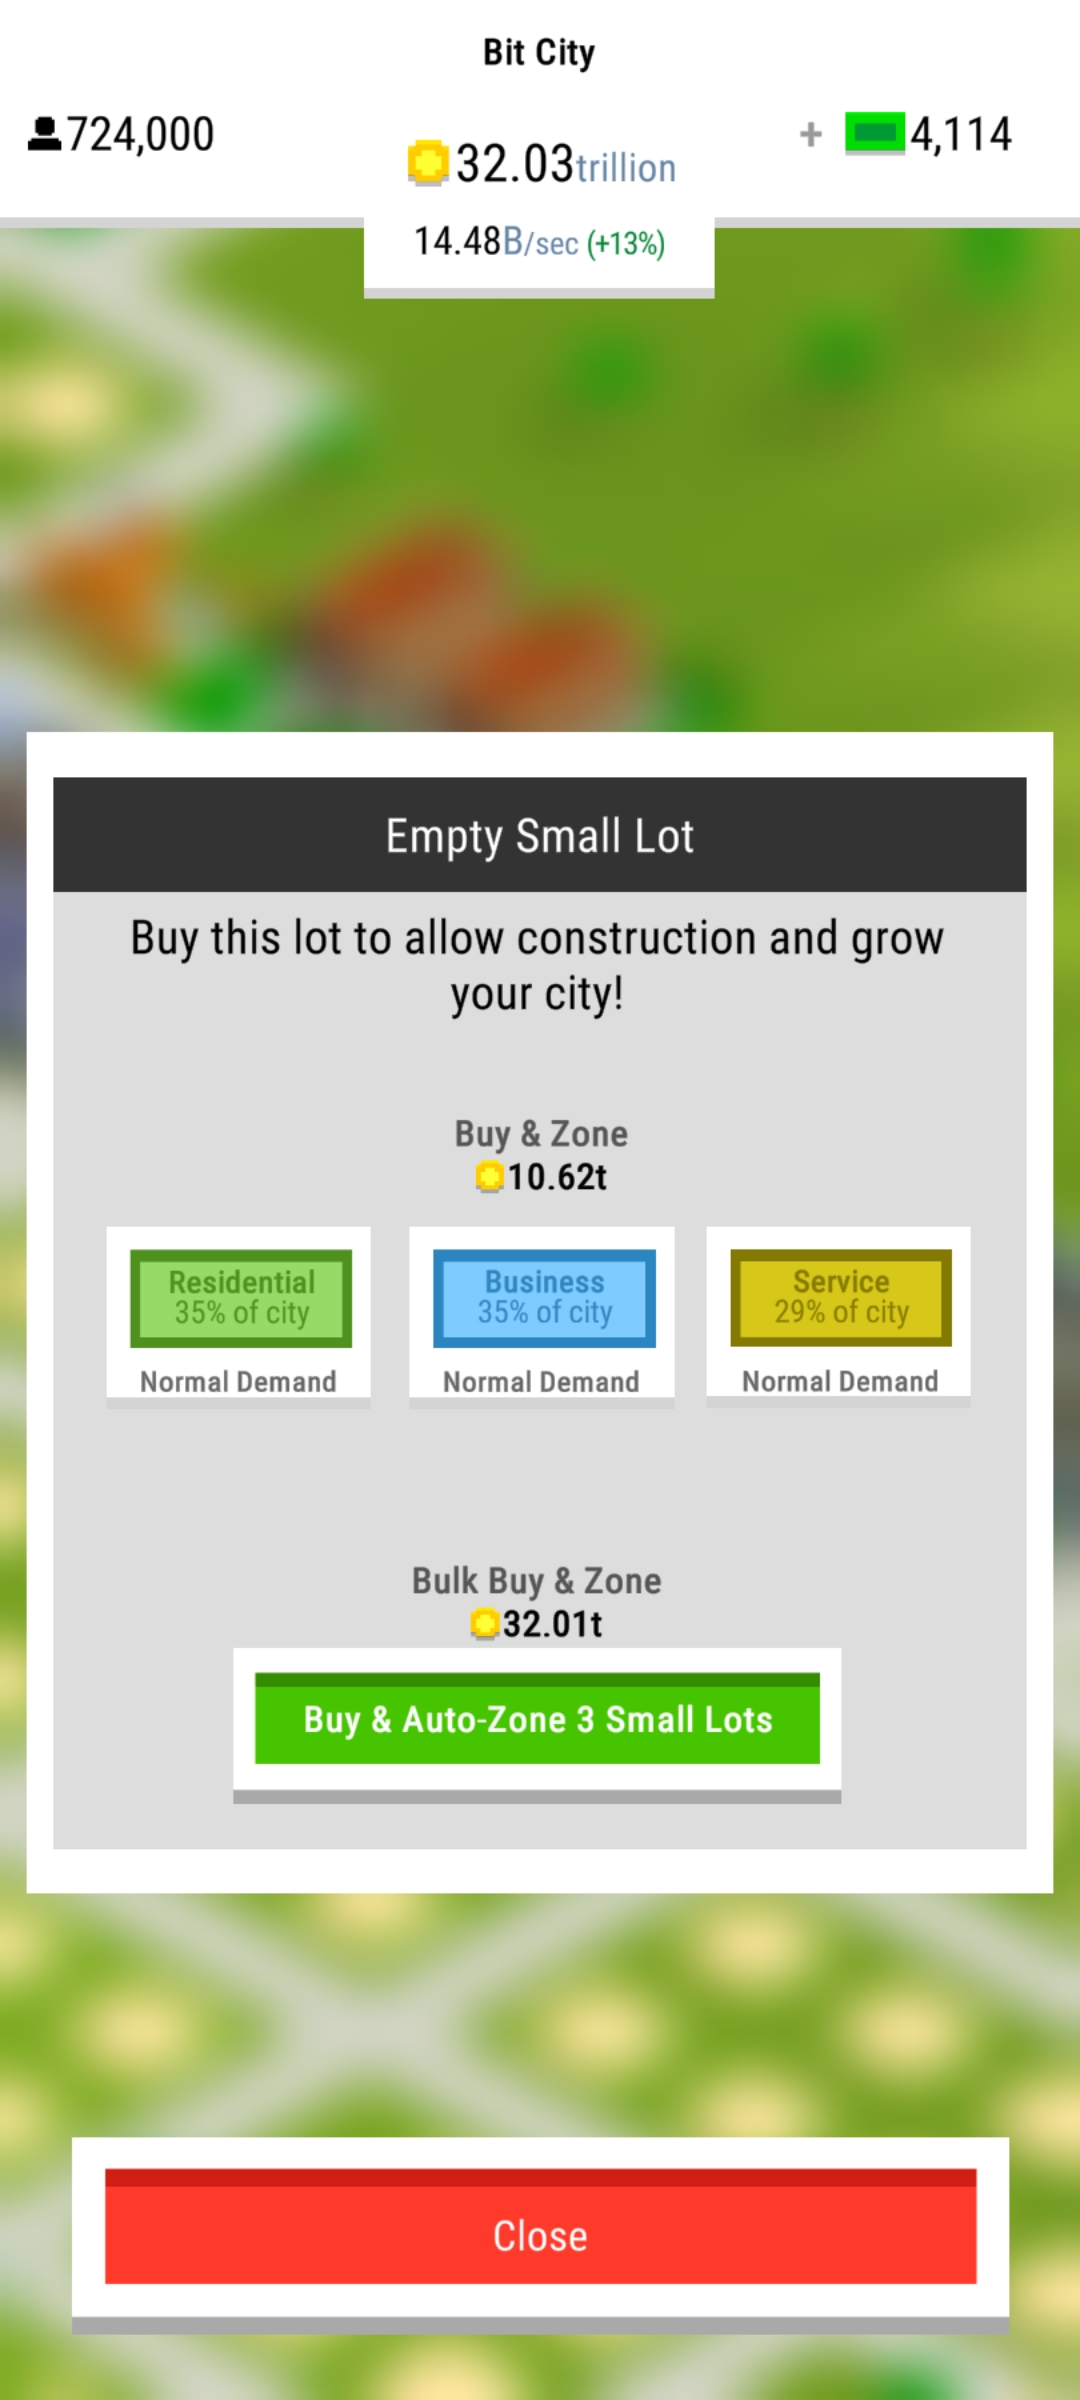 Bit City
724,000
32.03trillion
+ 4,114
14.48B/sec (+13%)
Empty Small Lot
Buy this lot to allow construction and grow
your city!
Buy & Zone
10.62t
Residential
35% of city
Normal Demand
Business
35% of city
Normal Demand
Service
29% of city
Normal Demand
Bulk Buy & Zone
32.01t
Buy & Auto-Zone 3 Small Lots
Close